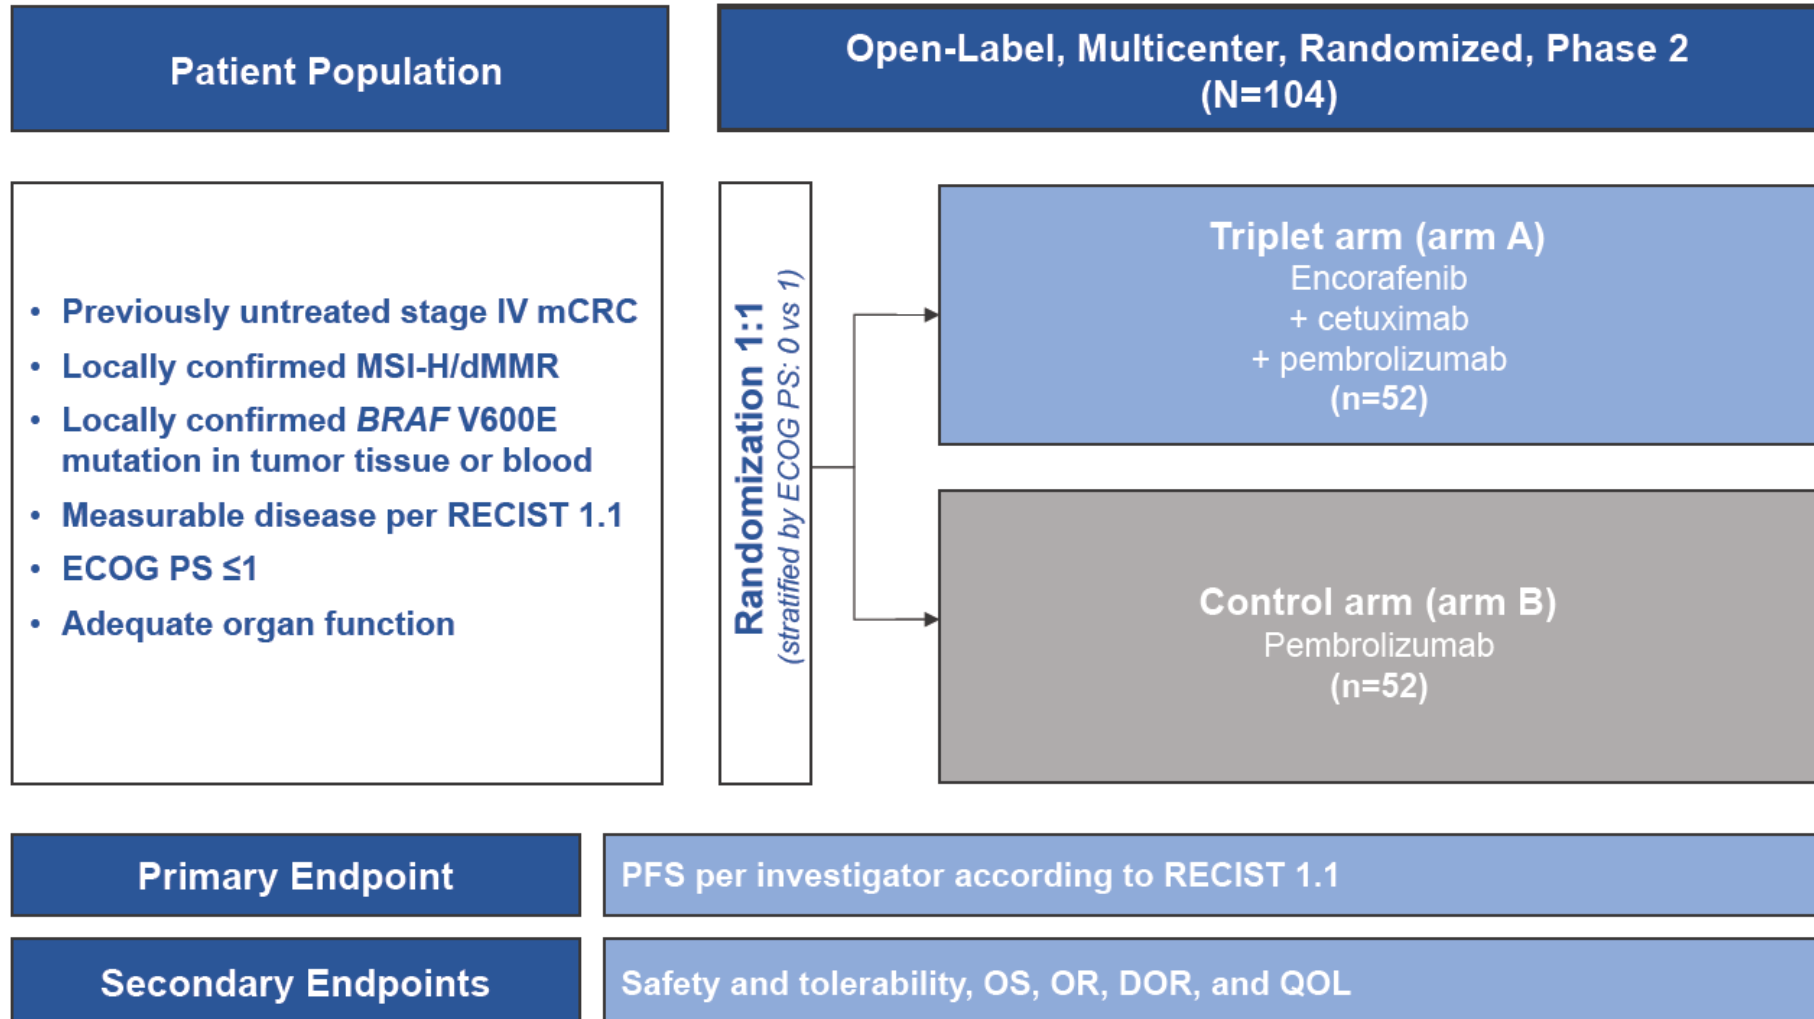 Patient Population
Open-Label, Multicenter, Randomized, Phase 2
(N=104)
• Previously untreated stage IV mCRC
• Locally confirmed MSI-H/dMMR
• Locally confirmed BRAF V600E
mutation in tumor tissue or blood
• Measurable disease per RECIST 1.1
• ECOG PS ≤1
• Adequate organ function
Randomization 1:1
(stratified by ECOG PS: 0 vs 1)
Triplet arm (arm A)
Encorafenib
+ cetuximab
+ pembrolizumab
(n=52)
Control arm (arm B)
Pembrolizumab
(n=52)
Primary Endpoint
PFS per investigator according to RECIST 1.1
Secondary Endpoints
Safety and tolerability, OS, OR, DOR, and QOL